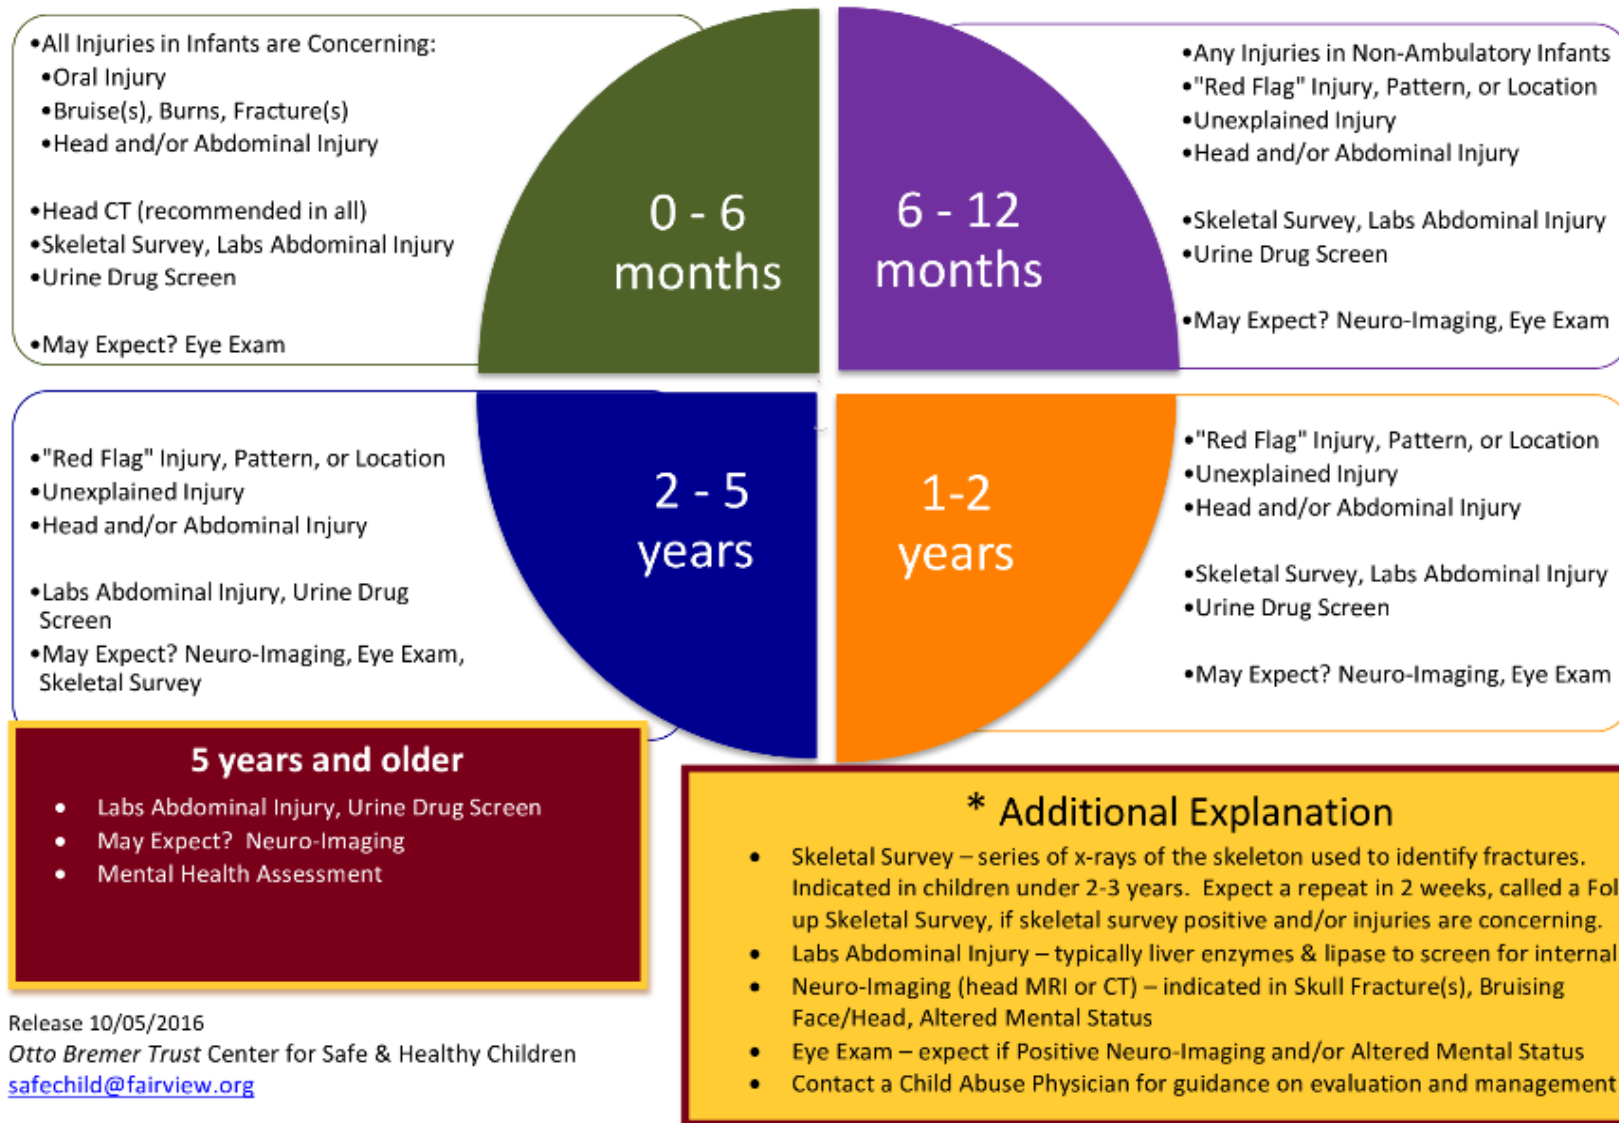 •All Injuries in Infants are Concerning:
•Oral Injury
•Bruise(s), Burns, Fracture(s)
•Head and/or Abdominal Injury
•Head CT (recommended in all)
•Skeletal Survey, Labs Abdominal Injury
•Urine Drug Screen
•May Expect? Eye Exam
0 - 6
months
6 - 12
months
•Any Injuries in Non-Ambulatory Infants
•"Red Flag" Injury, Pattern, or Location
•Unexplained Injury
•Head and/or Abdominal Injury
•Skeletal Survey, Labs Abdominal Injury
•Urine Drug Screen
•May Expect? Neuro-Imaging, Eye Exam
•"Red Flag" Injury, Pattern, or Location
•Unexplained Injury
•Head and/or Abdominal Injury
•Labs Abdominal Injury, Urine Drug
Screen
•May Expect? Neuro-Imaging, Eye Exam,
Skeletal Survey
2 - 5
years
1-2
years
•"Red Flag" Injury, Pattern, or Location
•Unexplained Injury
•Head and/or Abdominal Injury
•Skeletal Survey, Labs Abdominal Injury
•Urine Drug Screen
•May Expect? Neuro-Imaging, Eye Exam
5 years and older
• Labs Abdominal Injury, Urine Drug Screen
• May Expect? Neuro-Imaging
• Mental Health Assessment
* Additional Explanation
• Skeletal Survey – series of x-rays of the skeleton used to identify fractures.
Indicated in children under 2-3 years. Expect a repeat in 2 weeks, called a Fol
up Skeletal Survey, if skeletal survey positive and/or injuries are concerning.
• Labs Abdominal Injury – typically liver enzymes & lipase to screen for internal
• Neuro-Imaging (head MRI or CT) – indicated in Skull Fracture(s), Bruising
Face/Head, Altered Mental Status
• Eye Exam – expect if Positive Neuro-Imaging and/or Altered Mental Status
• Contact a Child Abuse Physician for guidance on evaluation and management
Release 10/05/2016
Otto Bremer Trust Center for Safe & Healthy Children
safechild@fairview.org